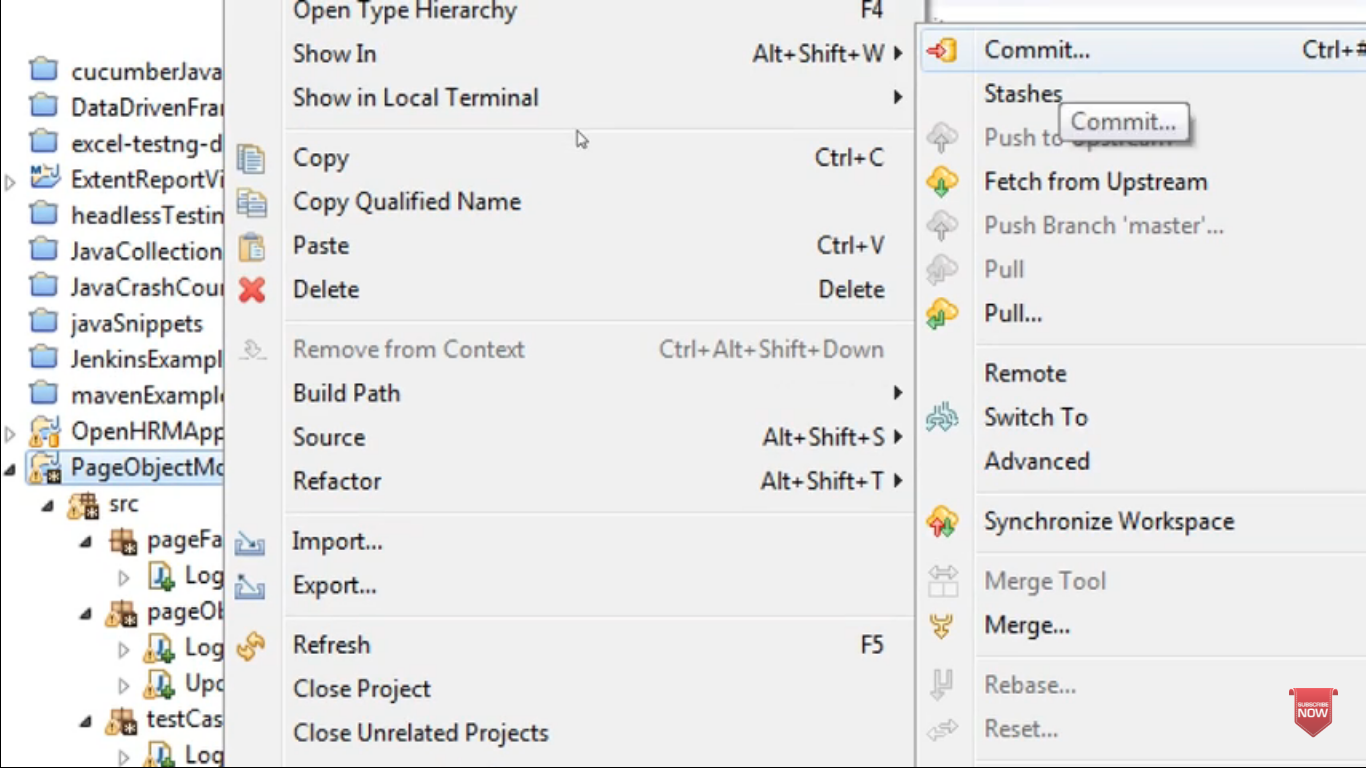 cucumberJava
DataDrivenFra
excel-testng-d
ExtentReportVi
headlessTestin
JavaCollection
JavaCrashCou
javaSnippets
JenkinsExampl
mavenExample
OpenHRMApp
PageObjectMo
src
pageFa
Log
pageOb
Log
Upd
testCas
Log
Open Type Hierarchy F4
Show In Alt+Shift+W
Show in Local Terminal
Copy Ctrl+C
Copy Qualified Name
Paste Ctrl+V
Delete Delete
Remove from Context Ctrl+Alt+Shift+Down
Build Path
Source Alt+Shift+S
Refactor Alt+Shift+T
Import...
Export...
Refresh F5
Close Project
Close Unrelated Projects
Commit... Ctrl+#
Stashes
Commit...
Push to Upstream
Fetch from Upstream
Push Branch 'master'...
Pull
Pull...
Remote
Switch To
Advanced
Synchronize Workspace
Merge Tool
Merge...
Rebase...
Reset...
SUBSCRIBE
NOW